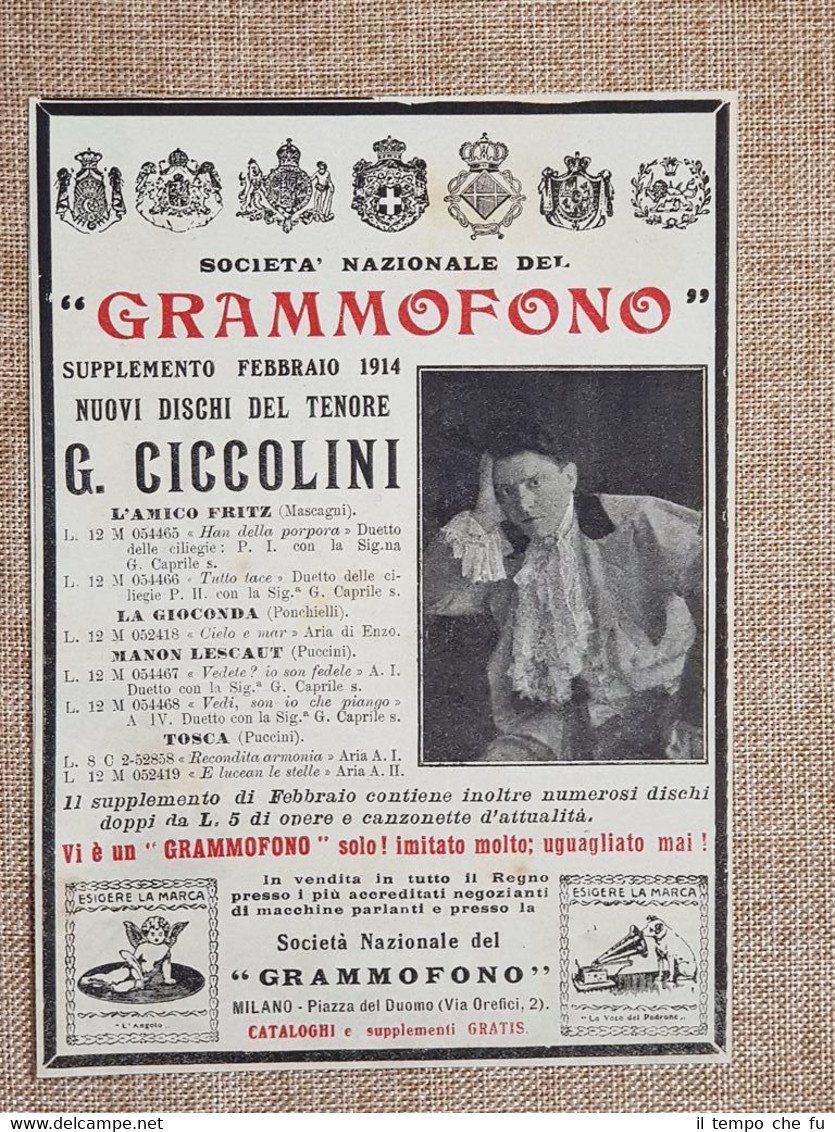 SOCIETA' NAZIONALE DEL
"GRAMMOFONO"
SUPPLEMENTO FEBBRAIO 1914
NUOVI DISCHI DEL TENORE
G. CICCOLINI
L'AMICO FRITZ (Mascagni).
L. 12 M 054465 « Han della porpora » Duetto
delle ciliegie: P. I. con la Sig.na
G. Caprile s.
L. 12 M 054466 « Tutto tace » Duetto delle ci-
liegie P. II. con la Sig.ª G. Caprile s.
LA GIOCONDA (Ponchielli).
L. 12 M 052418 « Cielo e mar » Aria di Enzo.
MANON LESCAUT (Puccini).
L. 12 M 054467 « Vedete? io son fedele » A. I.
Duetto con la Sig.ª G. Caprile s.
L. 12 M 054468 « Vedi, son io che piango »
A IV. Duetto con la Sig.ª G. Caprile s.
TOSCA (Puccini).
L. 8 C 2-52858 « Recondita armonia » Aria A. I.
L 12 M 052419 « E lucean le stelle » Aria A. II.
Il supplemento di Febbraio contiene inoltre numerosi dischi
doppi da L. 5 di opere e canzonette d'attualità.
Vi è un "GRAMMOFONO" solo! imitato molto; uguagliato mai!
In vendita in tutto il Regno
presso i più accreditati negozianti
di macchine parlanti e presso la
Società Nazionale del
"GRAMMOFONO"
MILANO - Piazza del Duomo (Via Orefici, 2).
CATALOGHI e supplementi GRATIS.
ESIGERE LA MARCA
"L'Angelo"
ESIGERE LA MARCA
"La Voce del Padrone"
il tempo che fu